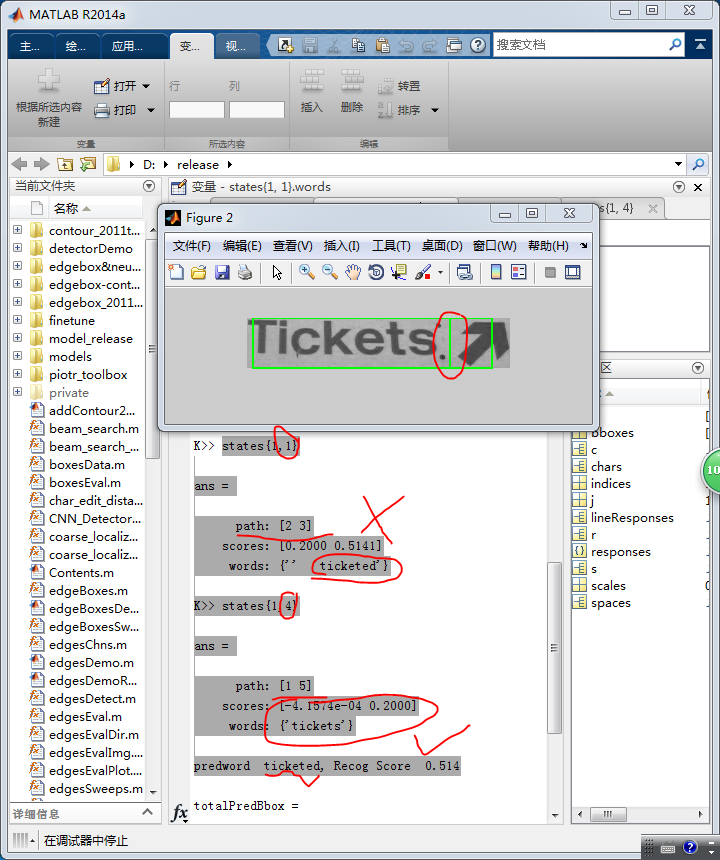 MATLAB R2014a
主... 绘... 应用... 变... 视... 搜索文档
根据所选内容新建 打开 打印 行 列 插入 删除 转置 排序
变量 所选内容 编辑
D: release
当前文件夹 变量 - states{1, 1}.words
名称
contour_2011t...
detectorDemo
edgebox&neu...
edgebox-cont...
edgebox_2011...
finetune
model_release
models
piotr_toolbox
private
addContour2...
beam_search.m
beam_search_...
boxesData.m
boxesEval.m
char_edit_dista...
CNN_Detector...
coarse_localiz...
coarse_localiz...
Contents.m
edgeBoxes.m
edgeBoxesDe...
edgeBoxesSw...
edgesChns.m
edgesDemo.m
edgesDemoR...
edgesDetect.m
edgesEval.m
edgesEvalDir.m
edgesEvalImg....
edgesEvalPlot....
edgesSweeps.m
详细信息
Figure 2
文件(F) 编辑(E) 查看(V) 插入(I) 工具(T) 桌面(D) 窗口(W) 帮助(H)
Tickets:
K>> states{1,1}
ans =
path: [2 3]
scores: [0.2000 0.5141]
words: {'' 'ticketed'}
K>> states{1,4}
ans =
path: [1 5]
scores: [-4.1574e-04 0.2000]
words: {'tickets'}
predword ticketed, Recog Score 0.514
totalPredBbox =
fx
bboxes
c
chars
indices
j
lineResponses
r
responses
s
scales
spaces
在调试器中停止